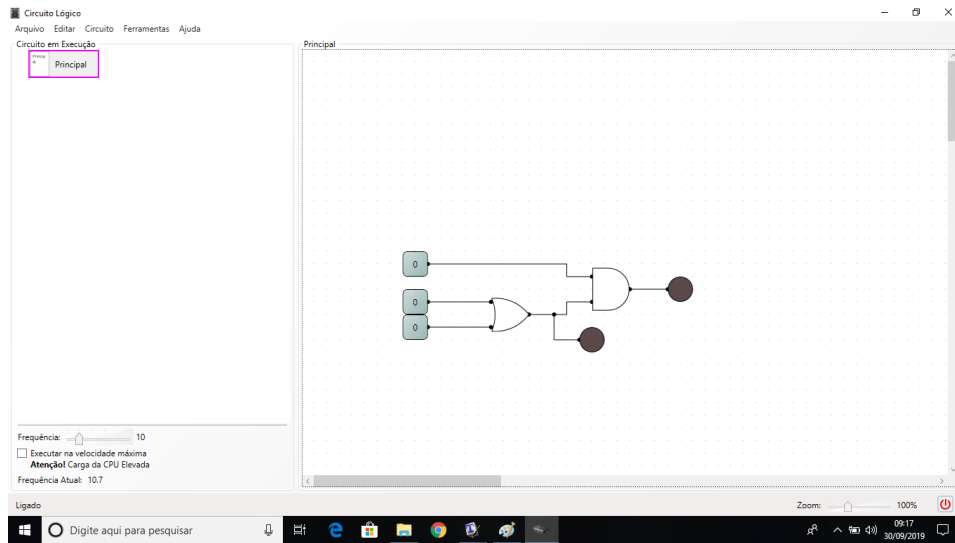 Circuito Lógico
Arquivo Editar Circuito Ferramentas Ajuda
Circuito em Execução
Principal
Principal
0
0
0
Frequência: 10
Executar na velocidade máxima
Atenção! Carga da CPU Elevada
Frequência Atual: 10.7
Ligado
Zoom: 100%
Digite aqui para pesquisar
09:17
30/09/2019